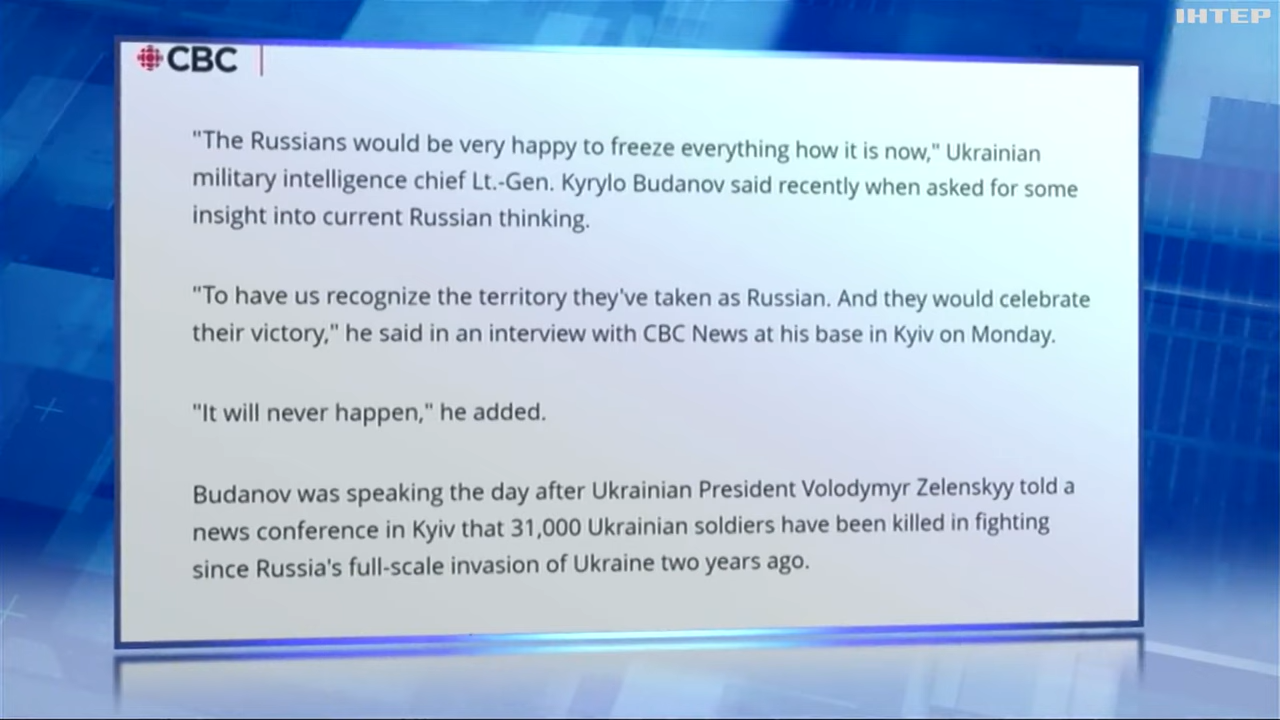 ІНТЕР
CBC
"The Russians would be very happy to freeze everything how it is now," Ukrainian
military intelligence chief Lt.-Gen. Kyrylo Budanov said recently when asked for some
insight into current Russian thinking.
"To have us recognize the territory they've taken as Russian. And they would celebrate
their victory," he said in an interview with CBC News at his base in Kyiv on Monday.
"It will never happen," he added.
Budanov was speaking the day after Ukrainian President Volodymyr Zelenskyy told a
news conference in Kyiv that 31,000 Ukrainian soldiers have been killed in fighting
since Russia's full-scale invasion of Ukraine two years ago.